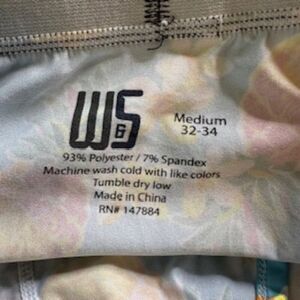 W&S
Medium
32-34
93% Polyester / 7% Spandex
Machine wash cold with like colors
Tumble dry low
Made in China
RN# 147884